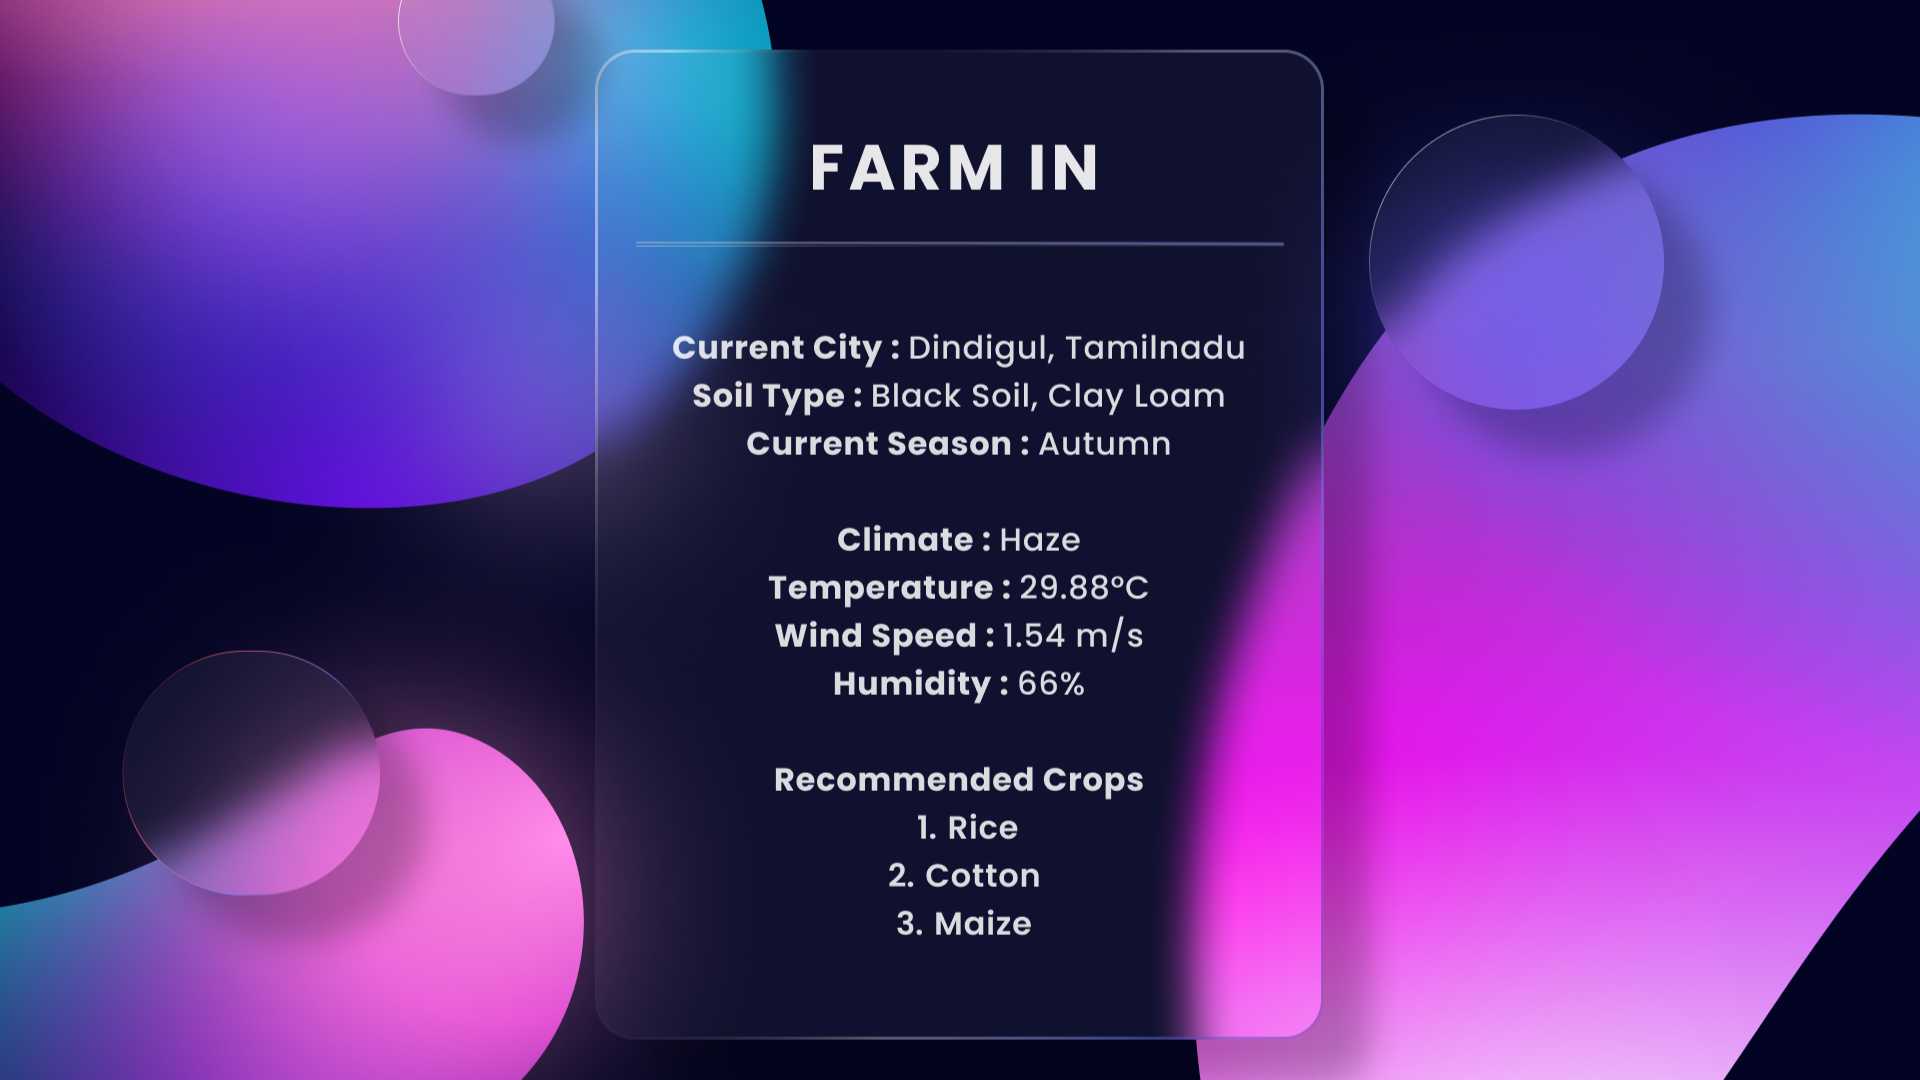 FARM IN
Current City : Dindigul, Tamilnadu
Soil Type : Black Soil, Clay Loam
Current Season : Autumn
Climate : Haze
Temperature : 29.88°C
Wind Speed : 1.54 m/s
Humidity : 66%
Recommended Crops
1. Rice
2. Cotton
3. Maize